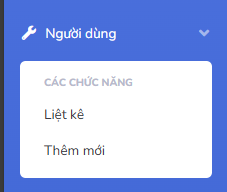 Người dùng
CÁC CHỨC NĂNG
Liệt kê
Thêm mới